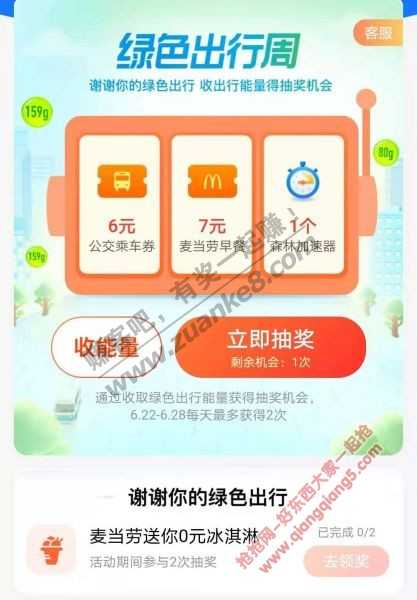 客服
绿色出行周
谢谢你的绿色出行 收出行能量得抽奖机会
159g
80g
6元
7元
1个
公交乘车券
麦当劳早餐
森林加速器
159g
收能量
立即抽奖
剩余机会：1次
通过收取绿色出行能量获得抽奖机会，
6.22-6.28每天最多获得2次
赚客吧，有奖一起赚！
www.zuanke8.com
谢谢你的绿色出行
麦当劳送你0元冰淇淋
已完成 0/2
活动期间参与2次抽奖
去领奖
抢抢网-好东西大家一起抢
www.qiangqiang5.com